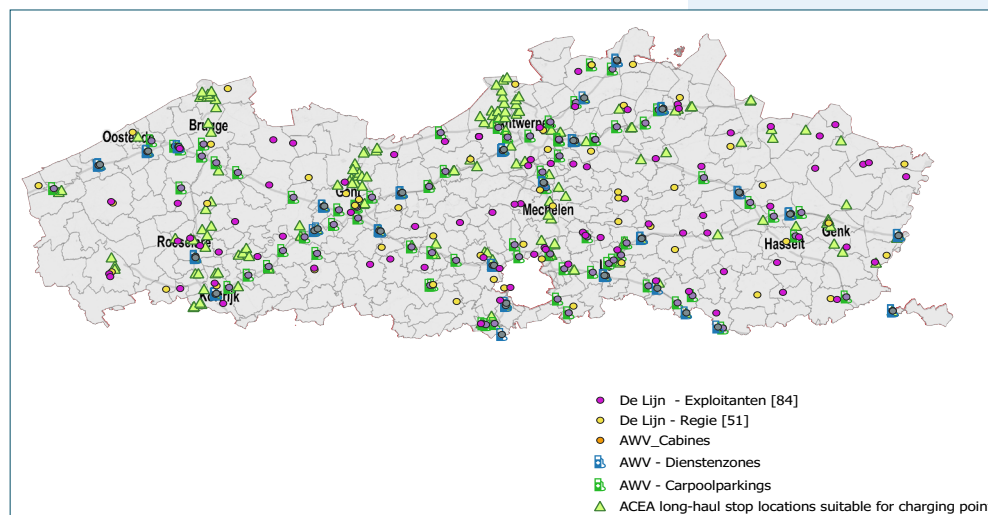 Brugge
Oostende
Antwerpen
Gent
Mechelen
Roeselare
Genk
Hasselt
Kortrijk
De Lijn - Exploitanten [84]
De Lijn - Regie [51]
AWV_Cabines
AWV - Dienstenzones
AWV - Carpoolparkings
ACEA long-haul stop locations suitable for charging point